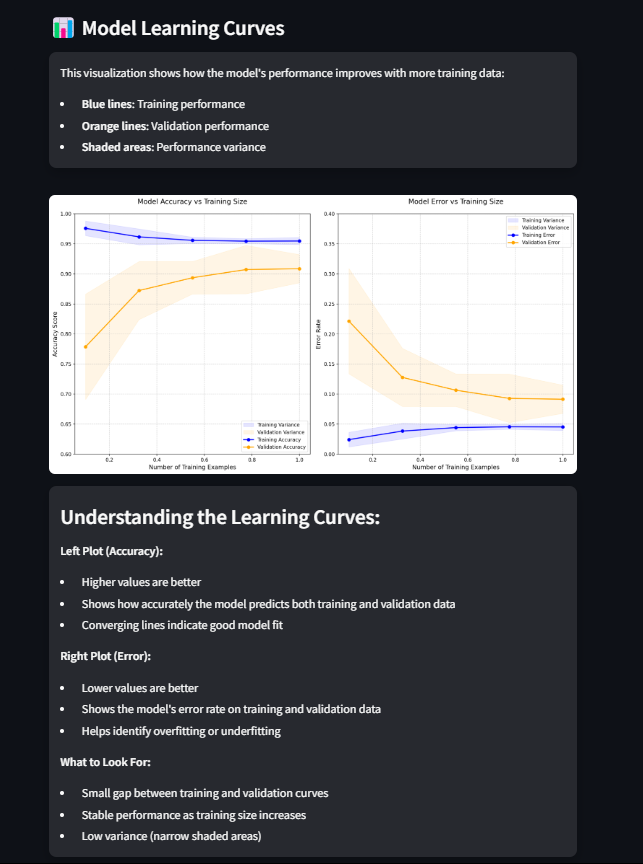 Model Learning Curves
This visualization shows how the model's performance improves with more training data:
Blue lines: Training performance
Orange lines: Validation performance
Shaded areas: Performance variance
Model Accuracy vs Training Size
1.00
0.95
0.90
0.85
0.80
0.75
0.70
0.65
0.60
Accuracy Score
0.2
0.4
0.6
0.8
1.0
Number of Training Examples
Training Variance
Validation Variance
Training Accuracy
Validation Accuracy
Model Error vs Training Size
0.40
0.35
0.30
0.25
0.20
0.15
0.10
0.05
0.00
Error Rate
0.2
0.4
0.6
0.8
1.0
Number of Training Examples
Training Variance
Validation Variance
Training Error
Validation Error
Understanding the Learning Curves:
Left Plot (Accuracy):
Higher values are better
Shows how accurately the model predicts both training and validation data
Converging lines indicate good model fit
Right Plot (Error):
Lower values are better
Shows the model's error rate on training and validation data
Helps identify overfitting or underfitting
What to Look For:
Small gap between training and validation curves
Stable performance as training size increases
Low variance (narrow shaded areas)